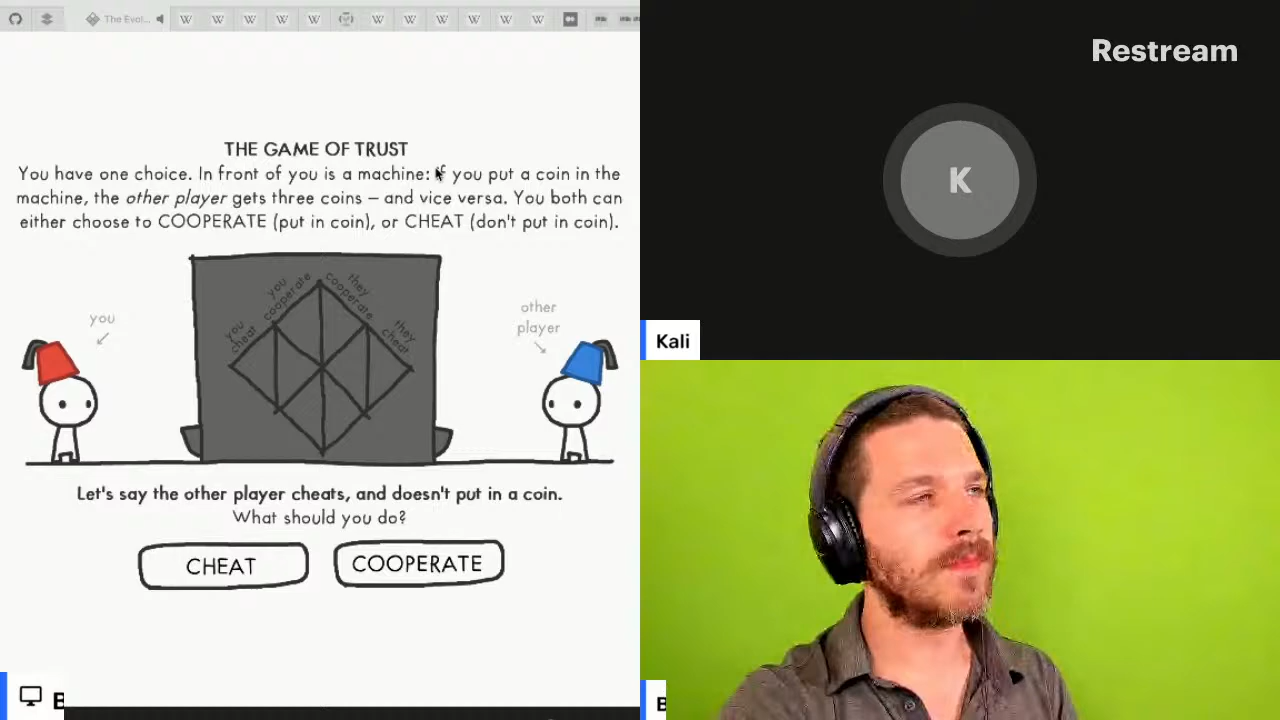 The Evol...
Restream
THE GAME OF TRUST
You have one choice. In front of you is a machine: if you put a coin in the
machine, the other player gets three coins – and vice versa. You both can
either choose to COOPERATE (put in coin), or CHEAT (don't put in coin).
K
you cheat
you cooperate
they cooperate
they cheat
you
other
player
Kali
Let's say the other player cheats, and doesn't put in a coin.
What should you do?
CHEAT
COOPERATE